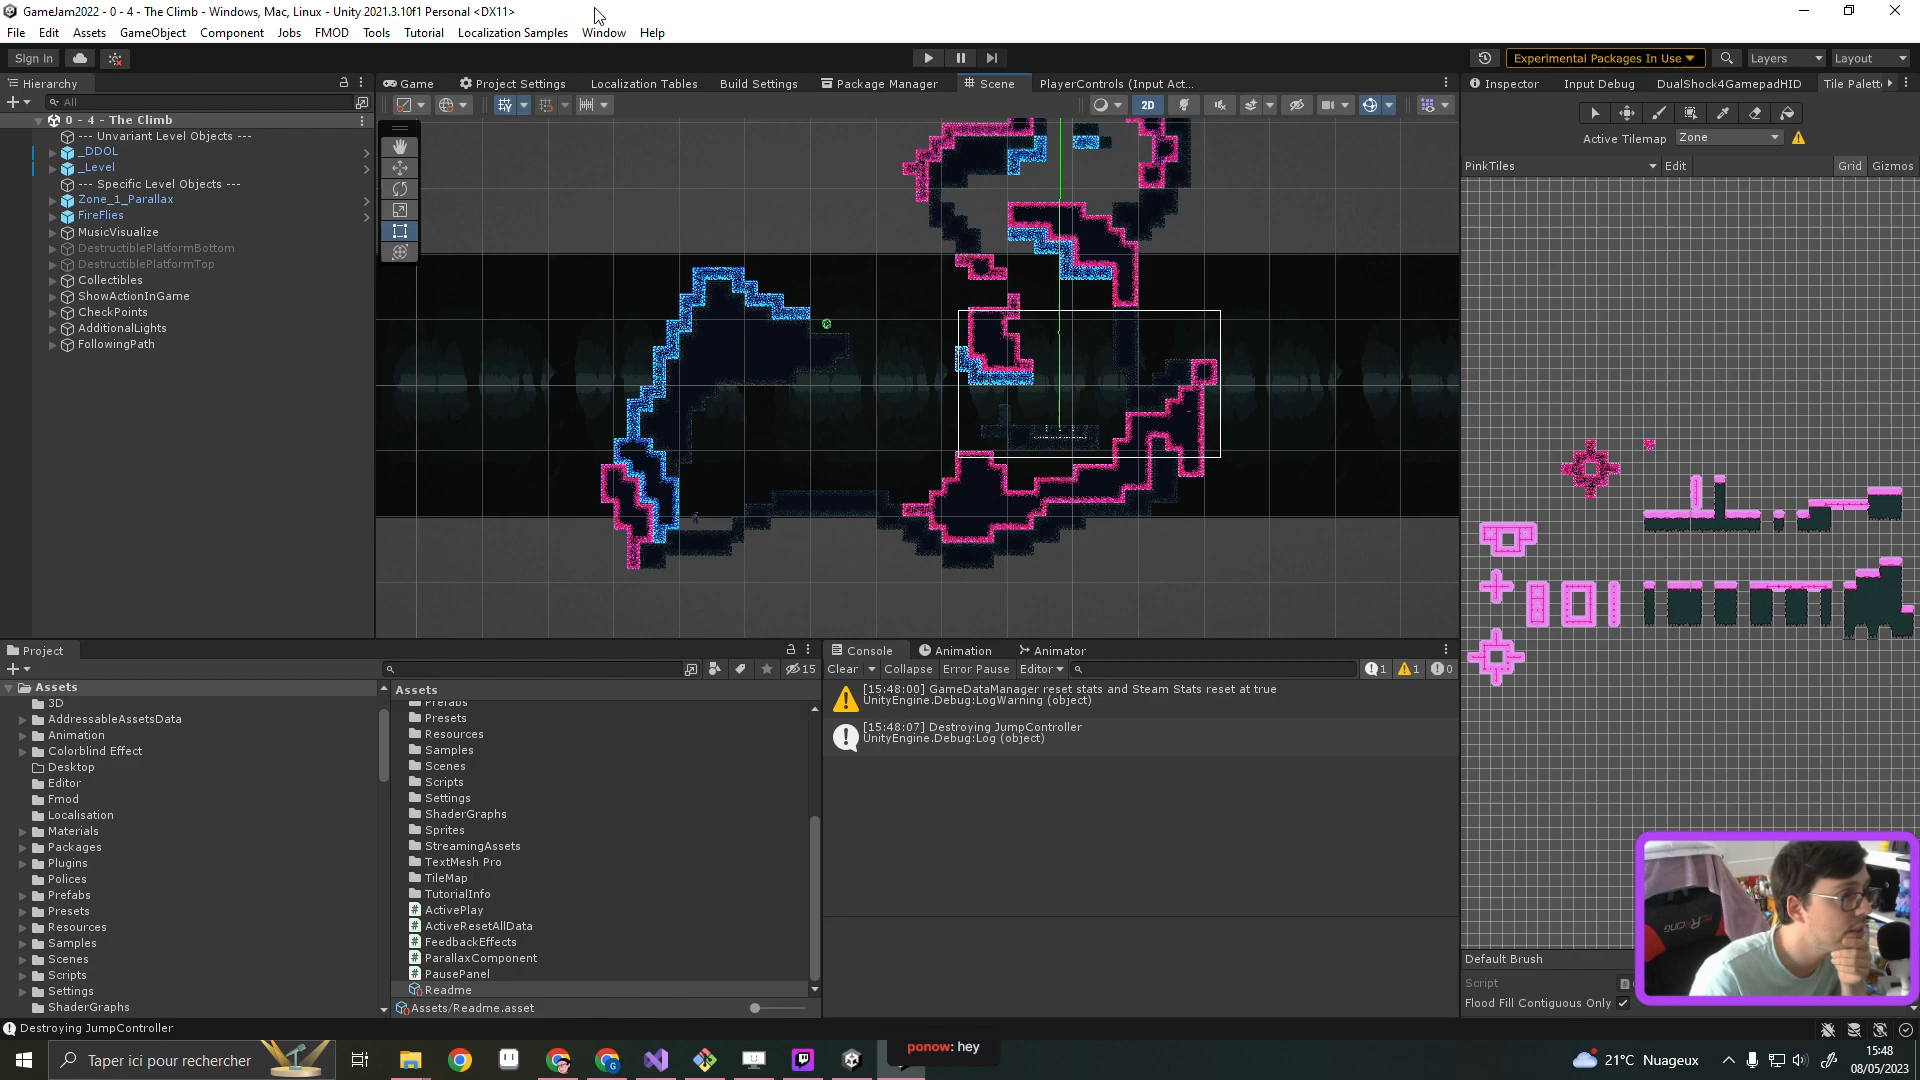 GameJam2022 - 0 - 4 - The Climb - Windows, Mac, Linux - Unity 2021.3.10f1 Personal <DX11>
File Edit Assets GameObject Component Jobs FMOD Tools Tutorial Localization Samples Window Help
Sign in
Experimental Packages In Use
Layers
Layout
Hierarchy
All
0 - 4 - The Climb
--- Unvariant Level Objects ---
_DDOL
_Level
--- Specific Level Objects ---
Zone_1_Parallax
FireFlies
MusicVisualize
DestructiblePlatformBottom
DestructiblePlatformTop
Collectibles
ShowActionInGame
CheckPoints
AdditionalLights
FollowingPath
Game Project Settings Localization Tables Build Settings Package Manager Scene PlayerControls (Input Act...
2D
Inspector Input Debug DualShock4GamepadHID Tile Palett
Active Tilemap Zone
PinkTiles Edit Grid Gizmos
Default Brush
Script
Flood Fill Contiguous Only
Project
15
Assets
3D
AddressableAssetsData
Animation
Colorblind Effect
Desktop
Editor
Fmod
Localisation
Materials
Packages
Plugins
Polices
Prefabs
Presets
Resources
Samples
Scenes
Scripts
Settings
ShaderGraphs
Assets
Prefabs
Presets
Resources
Samples
Scenes
Scripts
Settings
ShaderGraphs
Sprites
StreamingAssets
TextMesh Pro
TileMap
TutorialInfo
ActivePlay
ActiveResetAllData
FeedbackEffects
ParallaxComponent
PausePanel
Readme
Assets/Readme.asset
Console Animation Animator
Clear Collapse Error Pause Editor 1 1 0
[15:48:00] GameDataManager reset stats and Steam Stats reset at true
UnityEngine.Debug:LogWarning (object)
[15:48:07] Destroying JumpController
UnityEngine.Debug:Log (object)
Destroying JumpController
Taper ici pour rechercher
ponow: hey
21°C Nuageux
15:48
08/05/2023